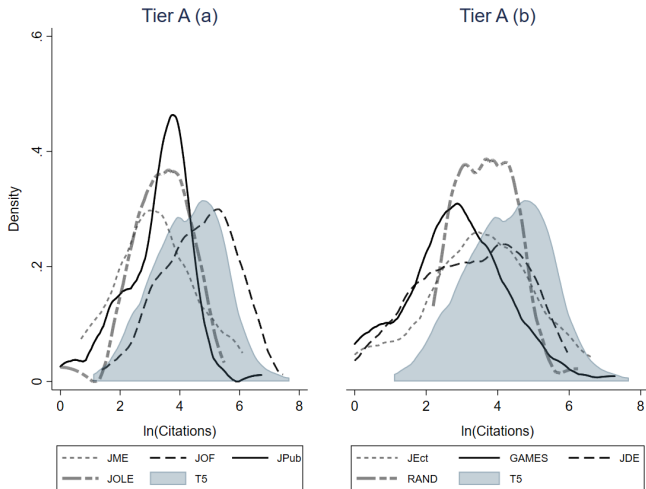 Tier A (a)
Tier A (b)
.6
.4
.2
0
Density
0 2 4 6 8
0 2 4 6 8
ln(Citations)
ln(Citations)
JME JOF JPub
JOLE T5
JEct GAMES JDE
RAND T5